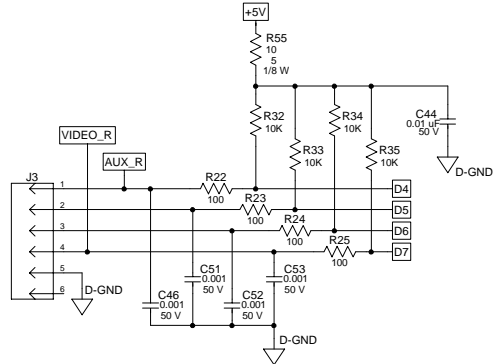 +5V
R55
10
5
1/8 W
R32
10K
R33
10K
R34
10K
R35
10K
C44
0.01 uF
50 V
D-GND
VIDEO_R
AUX_R
J3
1
2
3
4
5
6
R22
100
R23
100
R24
100
R25
100
D4
D5
D6
D7
D-GND
C46
0.001
50 V
C51
0.001
50 V
C52
0.001
50 V
C53
0.001
50 V
D-GND